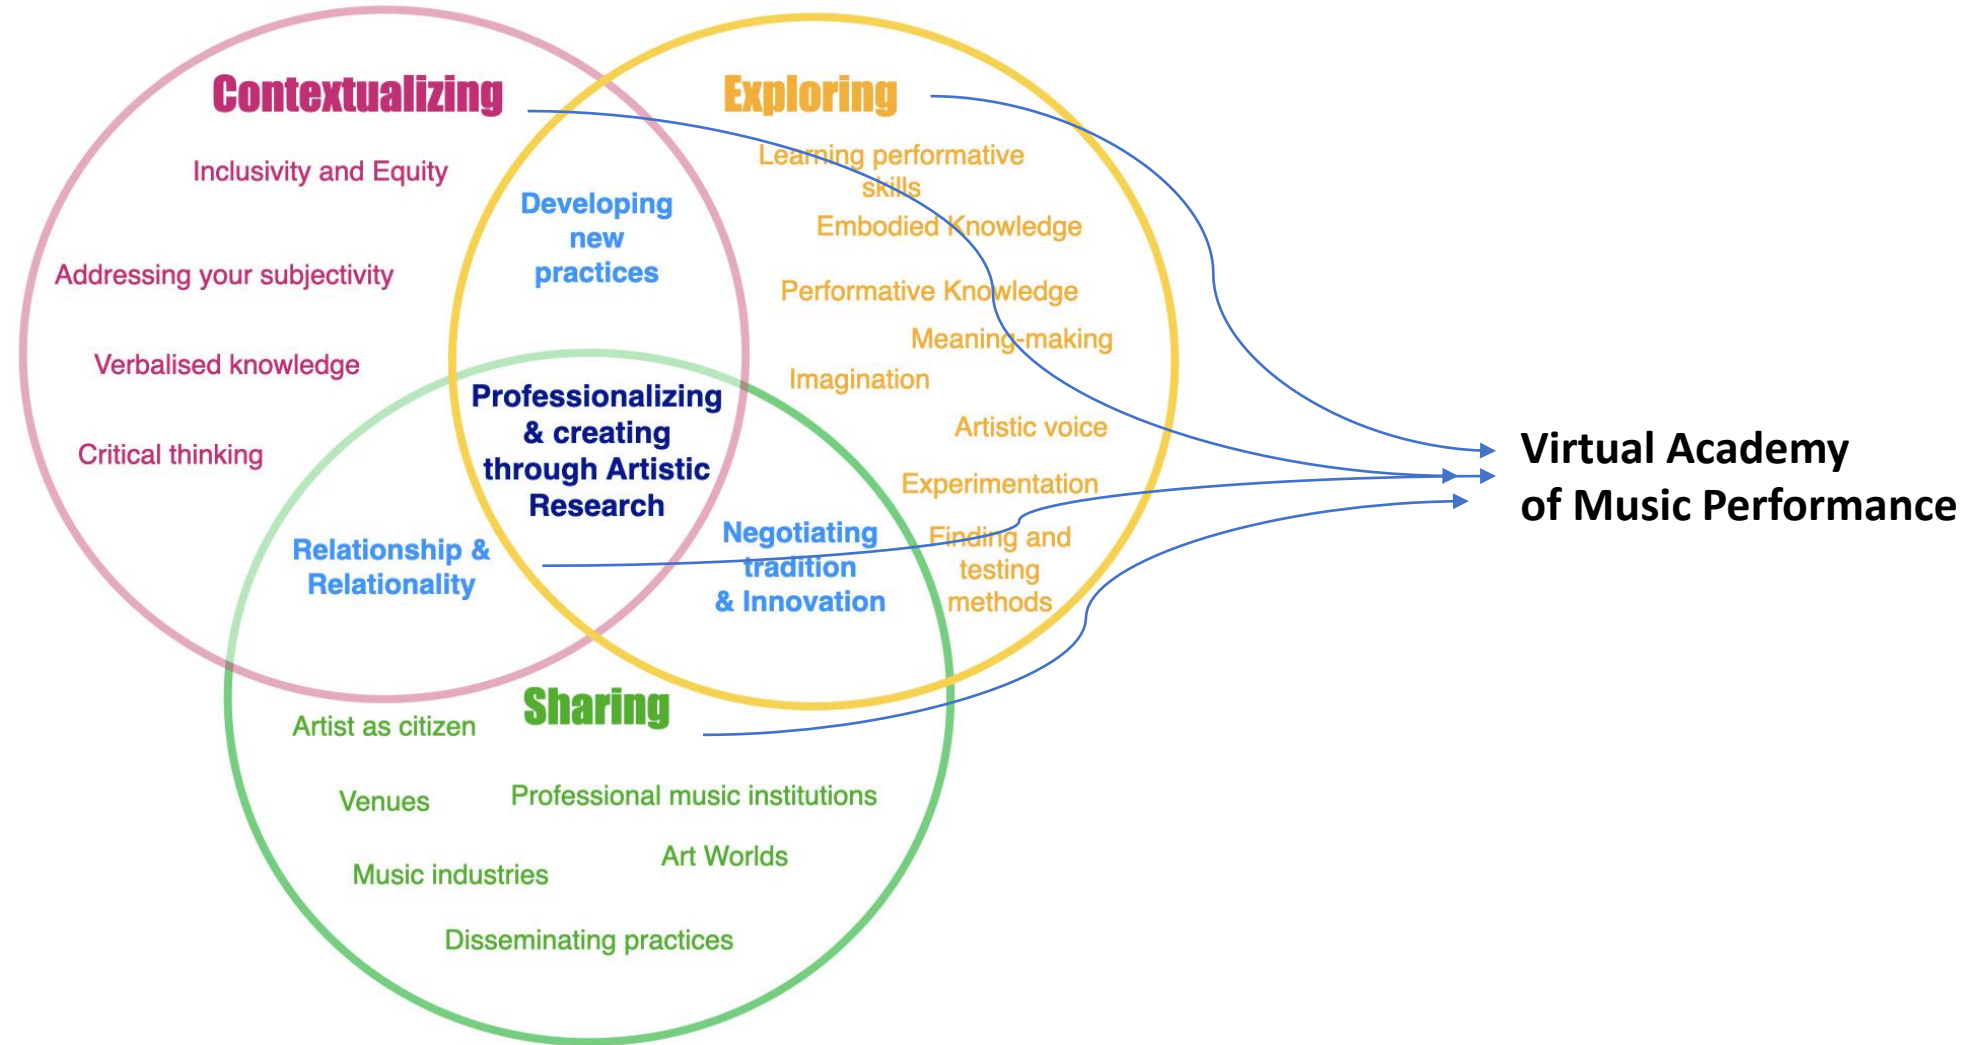 Contextualizing
Inclusivity and Equity
Addressing your subjectivity
Verbalised knowledge
Critical thinking
Developing
new
practices
Exploring
Learning performative
skills
Embodied Knowledge
Performative Knowledge
Meaning-making
Imagination
Artistic voice
Experimentation
Finding and
testing
methods
Professionalizing
& creating
through Artistic
Research
Relationship &
Relationality
Negotiating
tradition
& Innovation
Sharing
Artist as citizen
Venues
Professional music institutions
Art Worlds
Music industries
Disseminating practices
Virtual Academy
of Music Performance